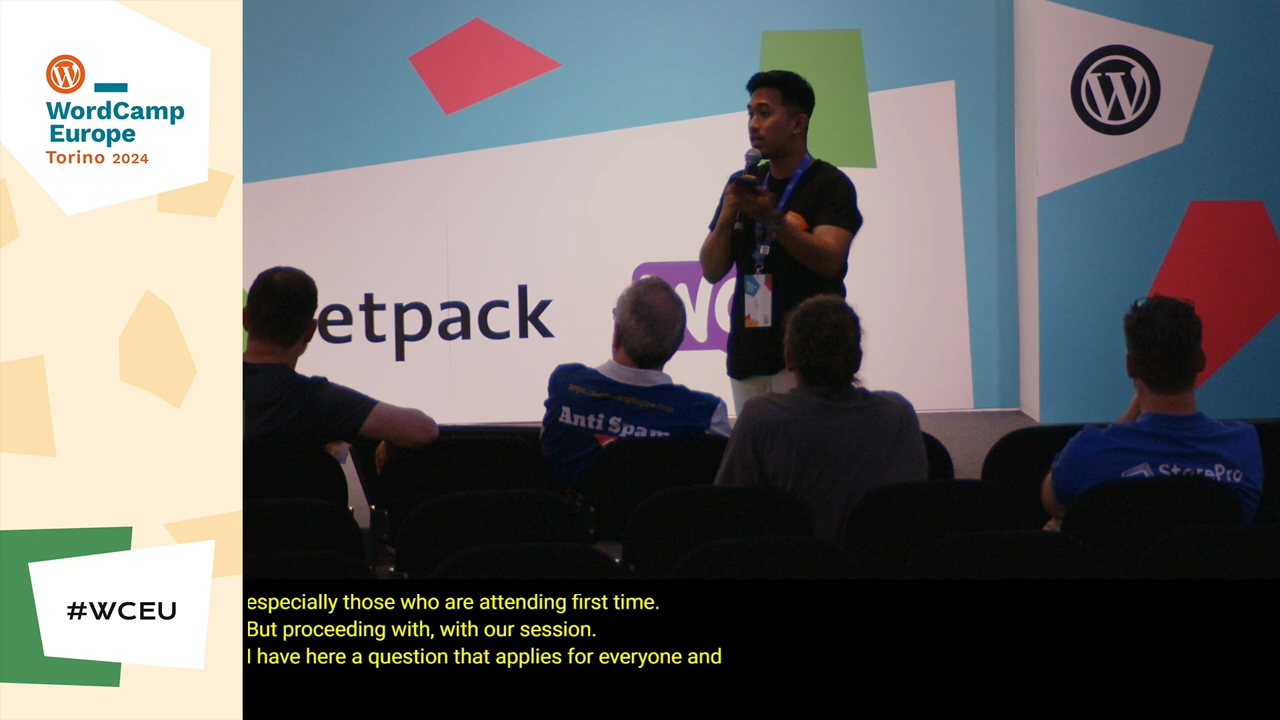 WordCamp
Europe
Torino 2024
#WCEU
etpack
Wo
Anti Spam
StorePro
especially those who are attending first time.
But proceeding with, with our session.
I have here a question that applies for everyone and